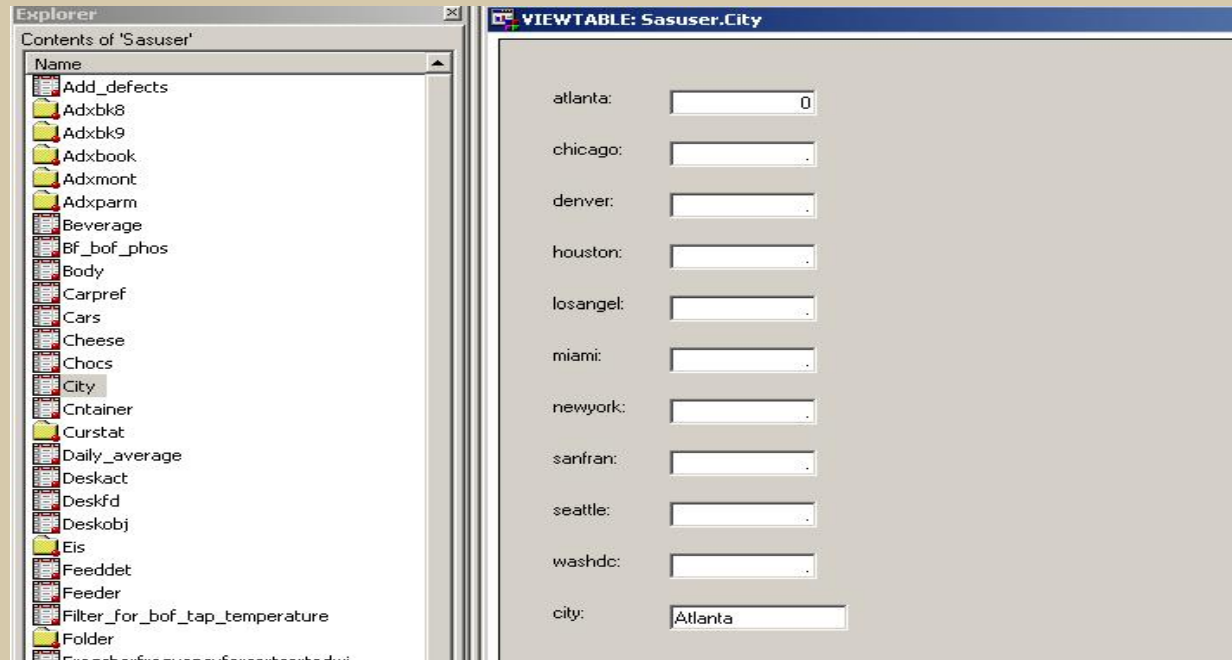 Explorer
Contents of 'Sasuser'
Name
Add_defects
Adxbk8
Adxbk9
Adxbook
Adxmont
Adxparm
Beverage
Bf_bof_phos
Body
Carpref
Cars
Cheese
Chocs
City
Cntainer
Curstat
Daily_average
Deskact
Deskfd
Deskobj
Eis
Feeddet
Feeder
Filter_for_bof_tap_temperature
Folder
VIEWTABLE: Sasuser.City
atlanta: 0
chicago: .
denver: .
houston: .
losangel: .
miami: .
newyork: .
sanfran: .
seattle: .
washdc: .
city: Atlanta